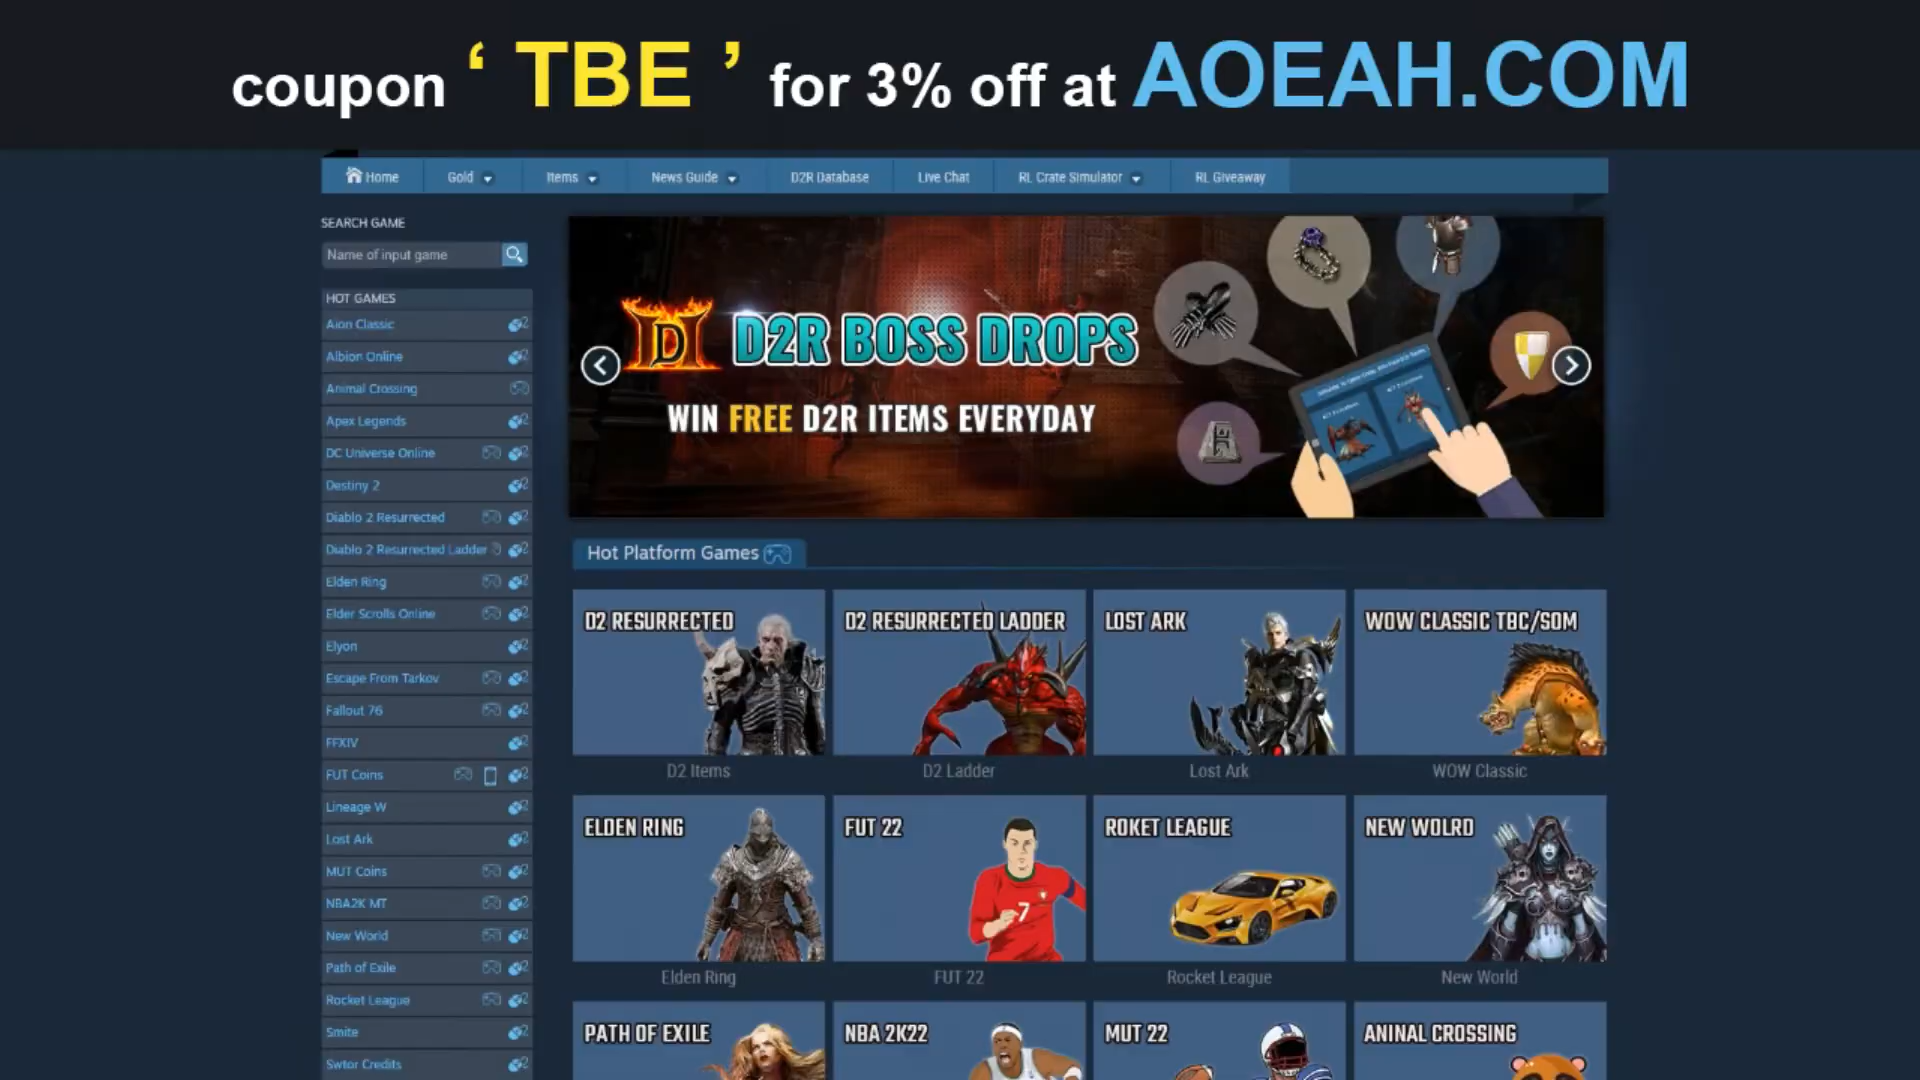 coupon ‘ TBE ’ for 3% off at AOEAH.COM
Home Gold Items News Guide D2R Database Live Chat RL Crate Simulator RL Giveaway
SEARCH GAME
Name of input game
HOT GAMES
Aion Classic
Albion Online
Animal Crossing
Apex Legends
DC Universe Online
Destiny 2
Diablo 2 Resurrected
Diablo 2 Resurrected Ladder
Elden Ring
Elder Scrolls Online
Elyon
Escape From Tarkov
Fallout 76
FFXIV
FUT Coins
Lineage W
Lost Ark
MUT Coins
NBA2K MT
New World
Path of Exile
Rocket League
Smite
Swtor Credits
D2R BOSS DROPS
WIN FREE D2R ITEMS EVERYDAY
Hot Platform Games
D2 RESURRECTED
D2 Items
D2 RESURRECTED LADDER
D2 Ladder
LOST ARK
Lost Ark
WOW CLASSIC TBC/SOM
WOW Classic
ELDEN RING
Elden Ring
FUT 22
7
FUT 22
ROKET LEAGUE
Rocket League
NEW WOLRD
New World
PATH OF EXILE
NBA 2K22
MUT 22
ANINAL CROSSING